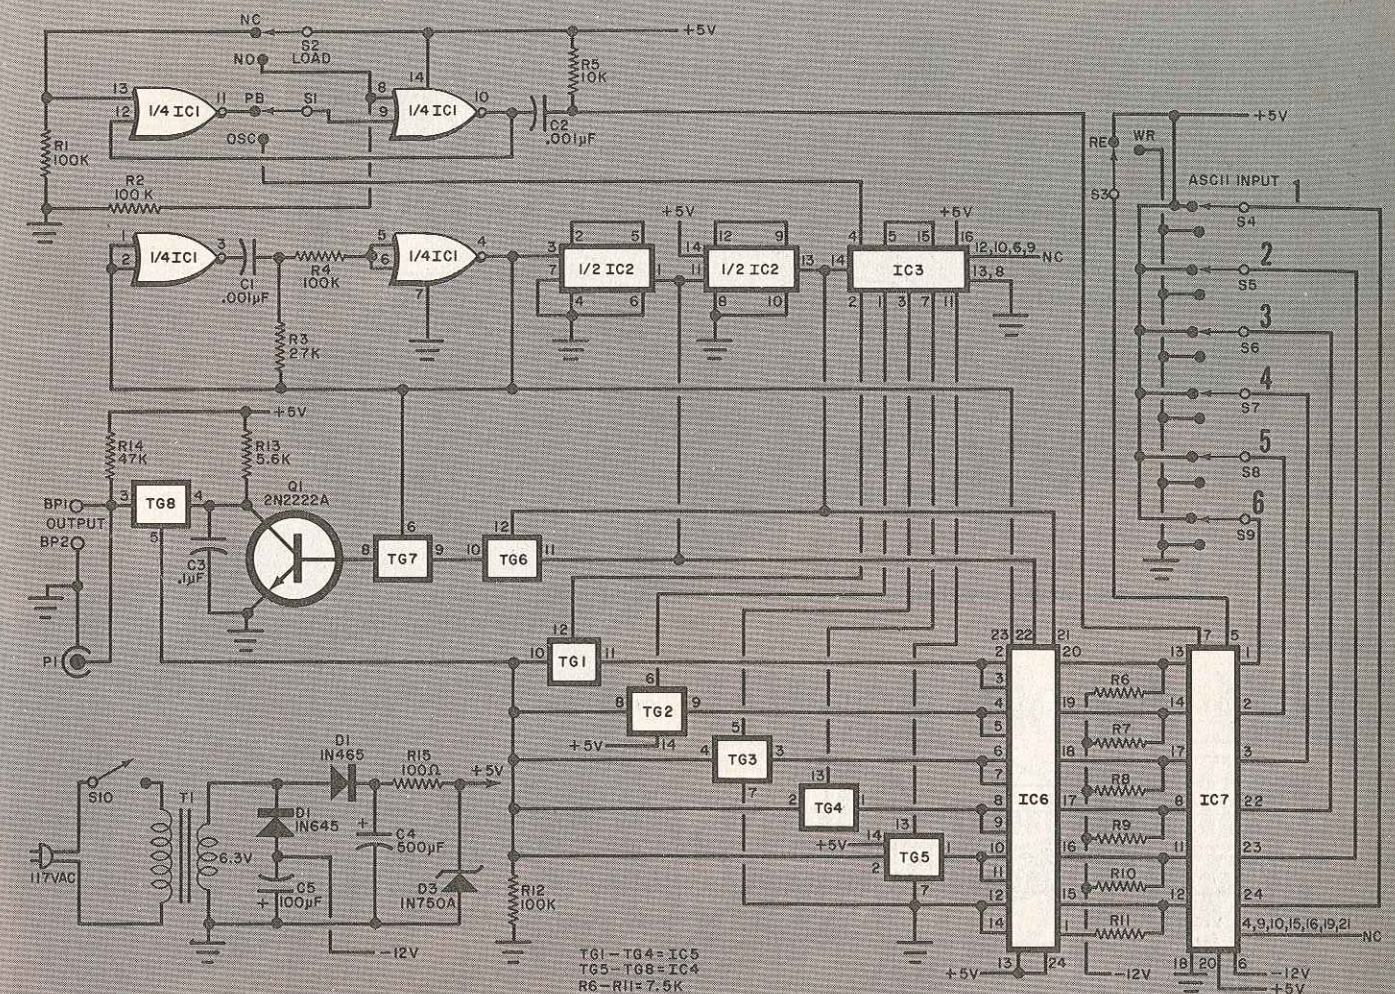 NC
S2
LOAD
NO
+5V
R5
10K
13
12
1/4 IC1
11
PB
S1
OSC
14
8
9
1/4 IC1
10
C2
.001µF
R1
100K
R2
100K
+5V
RE
WR
S3
ASCII INPUT
1
S4
2
S5
3
S6
4
S7
5
S8
6
S9
1
2
1/4 IC1
3
C1
.001µF
R4
100K
R3
27K
5
6
1/4 IC1
4
7
3
7
2
5
1/2 IC2
1
4
6
+5V
14
11
12
9
1/2 IC2
13
8
10
14
4
5
15
+5V
16
IC3
12,10,6,9
NC
13,8
2
1
3
7
11
+5V
R14
47K
R13
5.6K
BP1
OUTPUT
BP2
3
TG8
4
5
C3
.1µF
Q1
2N2222A
8
6
TG7
9
10
12
TG6
11
P1
12
10
TG1
11
6
8
TG2
9
+5V
14
5
4
TG3
3
7
13
2
TG4
1
14
+5V
13
2
TG5
1
7
R12
100K
23
22
21
2
3
4
5
6
7
8
9
10
11
12
14
IC6
20
19
18
17
16
15
1
13
24
+5V
R6
R7
R8
R9
R10
R11
-12V
7
5
13
14
17
8
11
12
IC7
1
2
3
22
23
24
4,9,10,15,16,19,21
NC
18
20
6
-12V
+5V
S10
117VAC
T1
6.3V
D1
1N465
D1
1N645
R15
100Ω
+5V
C4
500µF
C5
100µF
D3
1N750A
-12V
TG1-TG4=IC5
TG5-TG8=IC4
R6-R11=7.5K